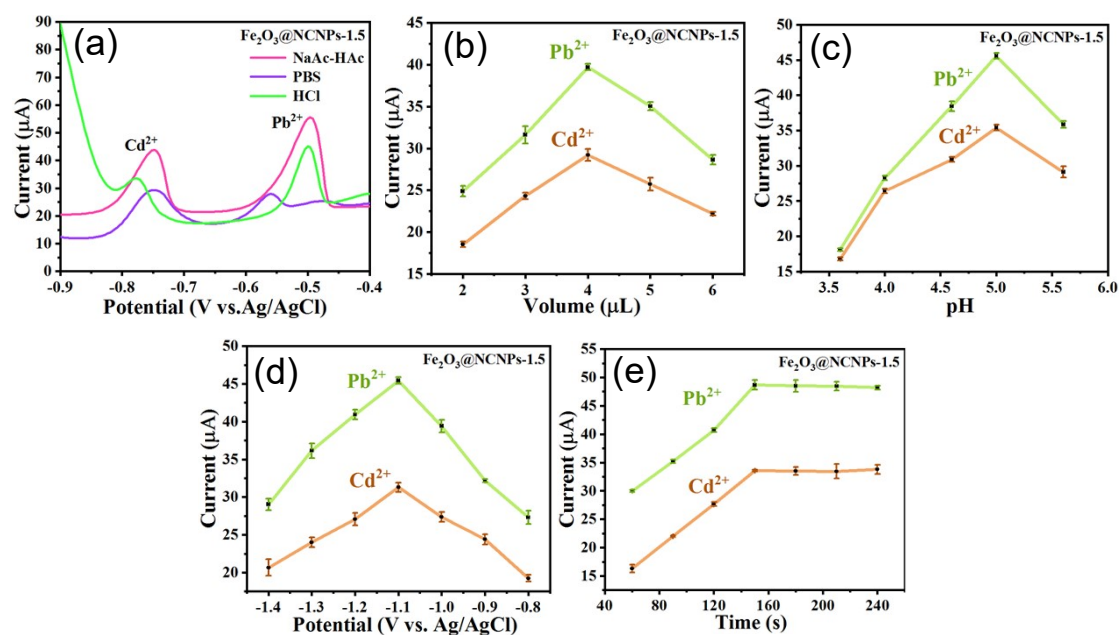 (a)
Fe₂O₃@NCNPs-1.5
NaAc-HAc
PBS
HCl
Cd²⁺
Pb²⁺
Current (μA)
90
80
70
60
50
40
30
20
10
0
-0.9 -0.8 -0.7 -0.6 -0.5 -0.4
Potential (V vs.Ag/AgCl)
(b)
Fe₂O₃@NCNPs-1.5
Pb²⁺
Cd²⁺
Current (μA)
45
40
35
30
25
20
15
2 3 4 5 6
Volume (μL)
(c)
Fe₂O₃@NCNPs-1.5
Pb²⁺
Cd²⁺
Current (μA)
50
45
40
35
30
25
20
15
3.5 4.0 4.5 5.0 5.5 6.0
pH
(d)
Fe₂O₃@NCNPs-1.5
Pb²⁺
Cd²⁺
Current (μA)
50
45
40
35
30
25
20
-1.4 -1.3 -1.2 -1.1 -1.0 -0.9 -0.8
Potential (V vs. Ag/AgCl)
(e)
Fe₂O₃@NCNPs-1.5
Pb²⁺
Cd²⁺
Current (μA)
55
50
45
40
35
30
25
20
15
10
40 80 120 160 200 240
Time (s)